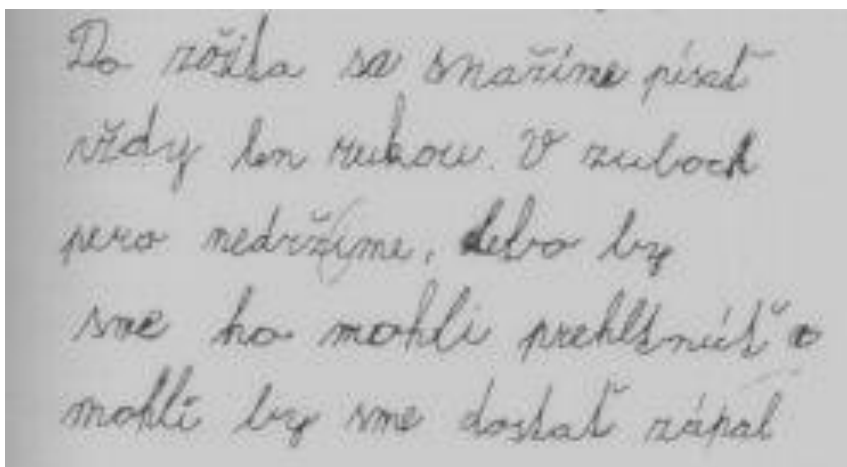 Do zošita sa snažíme písať
vždy len rukou. V zuboch
pero nedržíme, lebo by
sme ho mohli prehltnúť a
mohli by sme dostať zápal